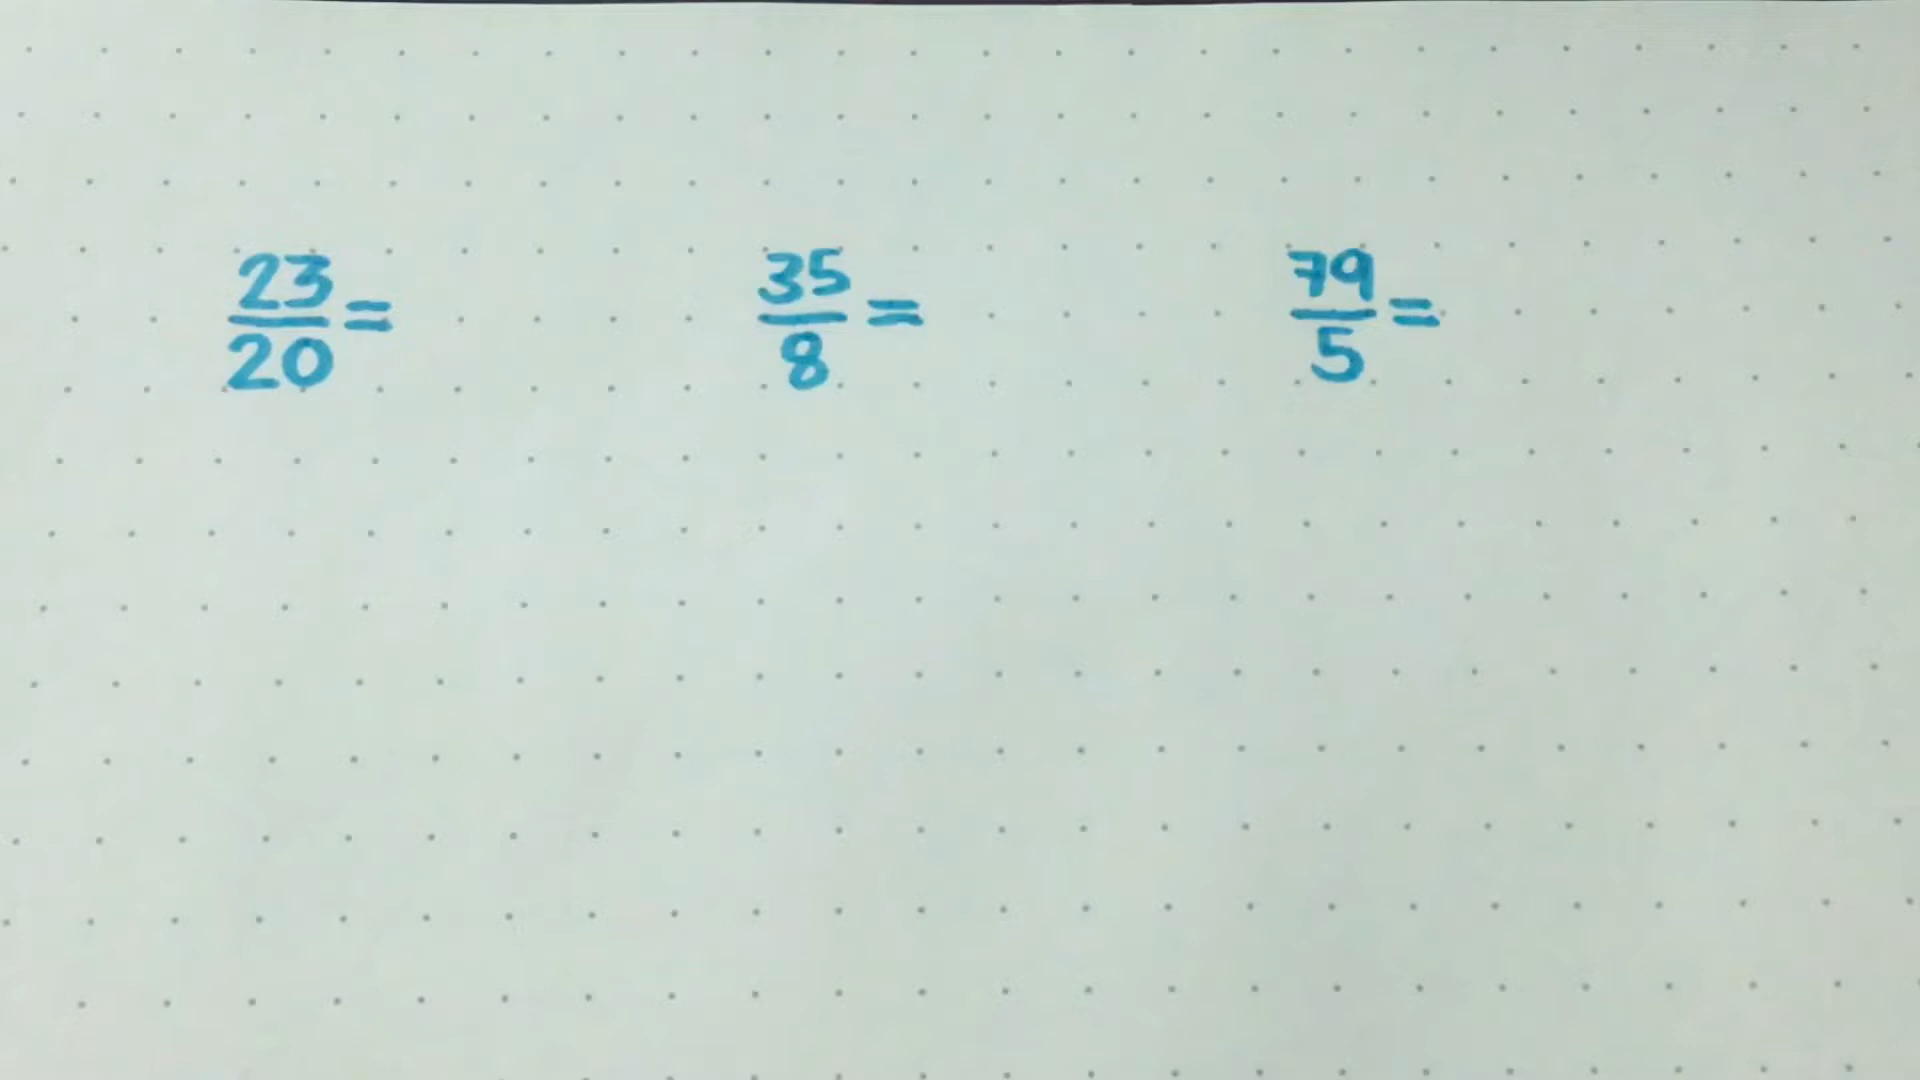 23/20 =
35/8 =
79/5 =